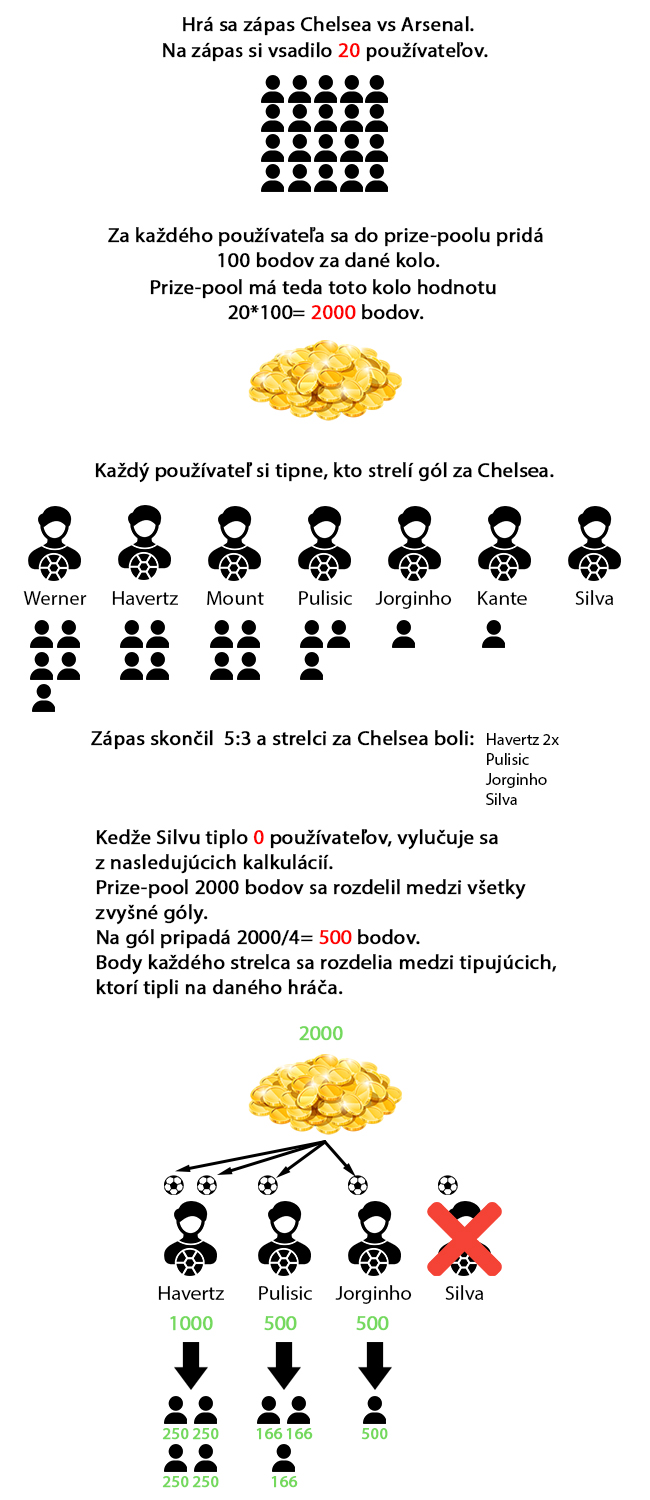 Hrá sa zápas Chelsea vs Arsenal.
Na zápas si vsadilo 20 používateľov.
Za každého používateľa sa do prize-poolu pridá
100 bodov za dané kolo.
Prize-pool má teda toto kolo hodnotu
20*100= 2000 bodov.
Každý používateľ si tipne, kto strelí gól za Chelsea.
Werner Havertz Mount Pulisic Jorginho Kante Silva
Zápas skončil 5:3 a strelci za Chelsea boli: Havertz 2x
Pulisic
Jorginho
Silva
Kedže Silvu tiplo 0 používateľov, vylučuje sa
z nasledujúcich kalkulácií.
Prize-pool 2000 bodov sa rozdelil medzi všetky
zvyšné góly.
Na gól pripadá 2000/4= 500 bodov.
Body každého strelca sa rozdelia medzi tipujúcich,
ktorí tipli na daného hráča.
2000
Havertz Pulisic Jorginho Silva
1000 500 500
250 250 166 166 500
250 250 166